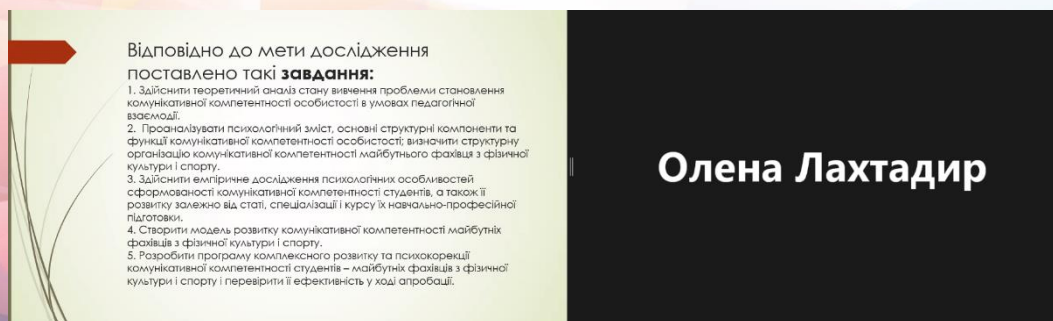 Відповідно до мети дослідження
поставлено такі завдання:
1. Здійснити теоретичний аналіз стану вивчення проблеми становлення
комунікативної компетентності особистості в умовах педагогічної
взаємодії.
2. Проаналізувати психологічний зміст, основні структурні компоненти та
функції комунікативної компетентності особистості; визначити структурну
організацію комунікативної компетентності майбутнього фахівця з фізичної
культури і спорту.
3. Здійснити емпіричне дослідження психологічних особливостей
сформованості комунікативної компетентності студентів, а також її
розвитку залежно від статі, спеціалізації і курсу їх навчально-професійної
підготовки.
4. Створити модель розвитку комунікативної компетентності майбутніх
фахівців з фізичної культури і спорту.
5. Розробити програму комплексного розвитку та психокорекції
комунікативної компетентності студентів – майбутніх фахівців з фізичної
культури і спорту і перевірити її ефективність у ході апробації.
Олена Лахтадир